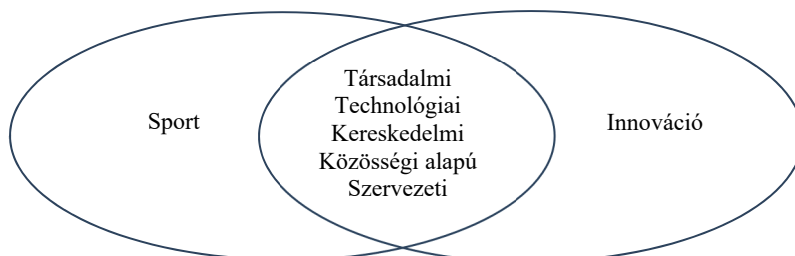 Sport
Társadalmi
Technológiai
Kereskedelmi
Közösségi alapú
Szervezeti
Innováció